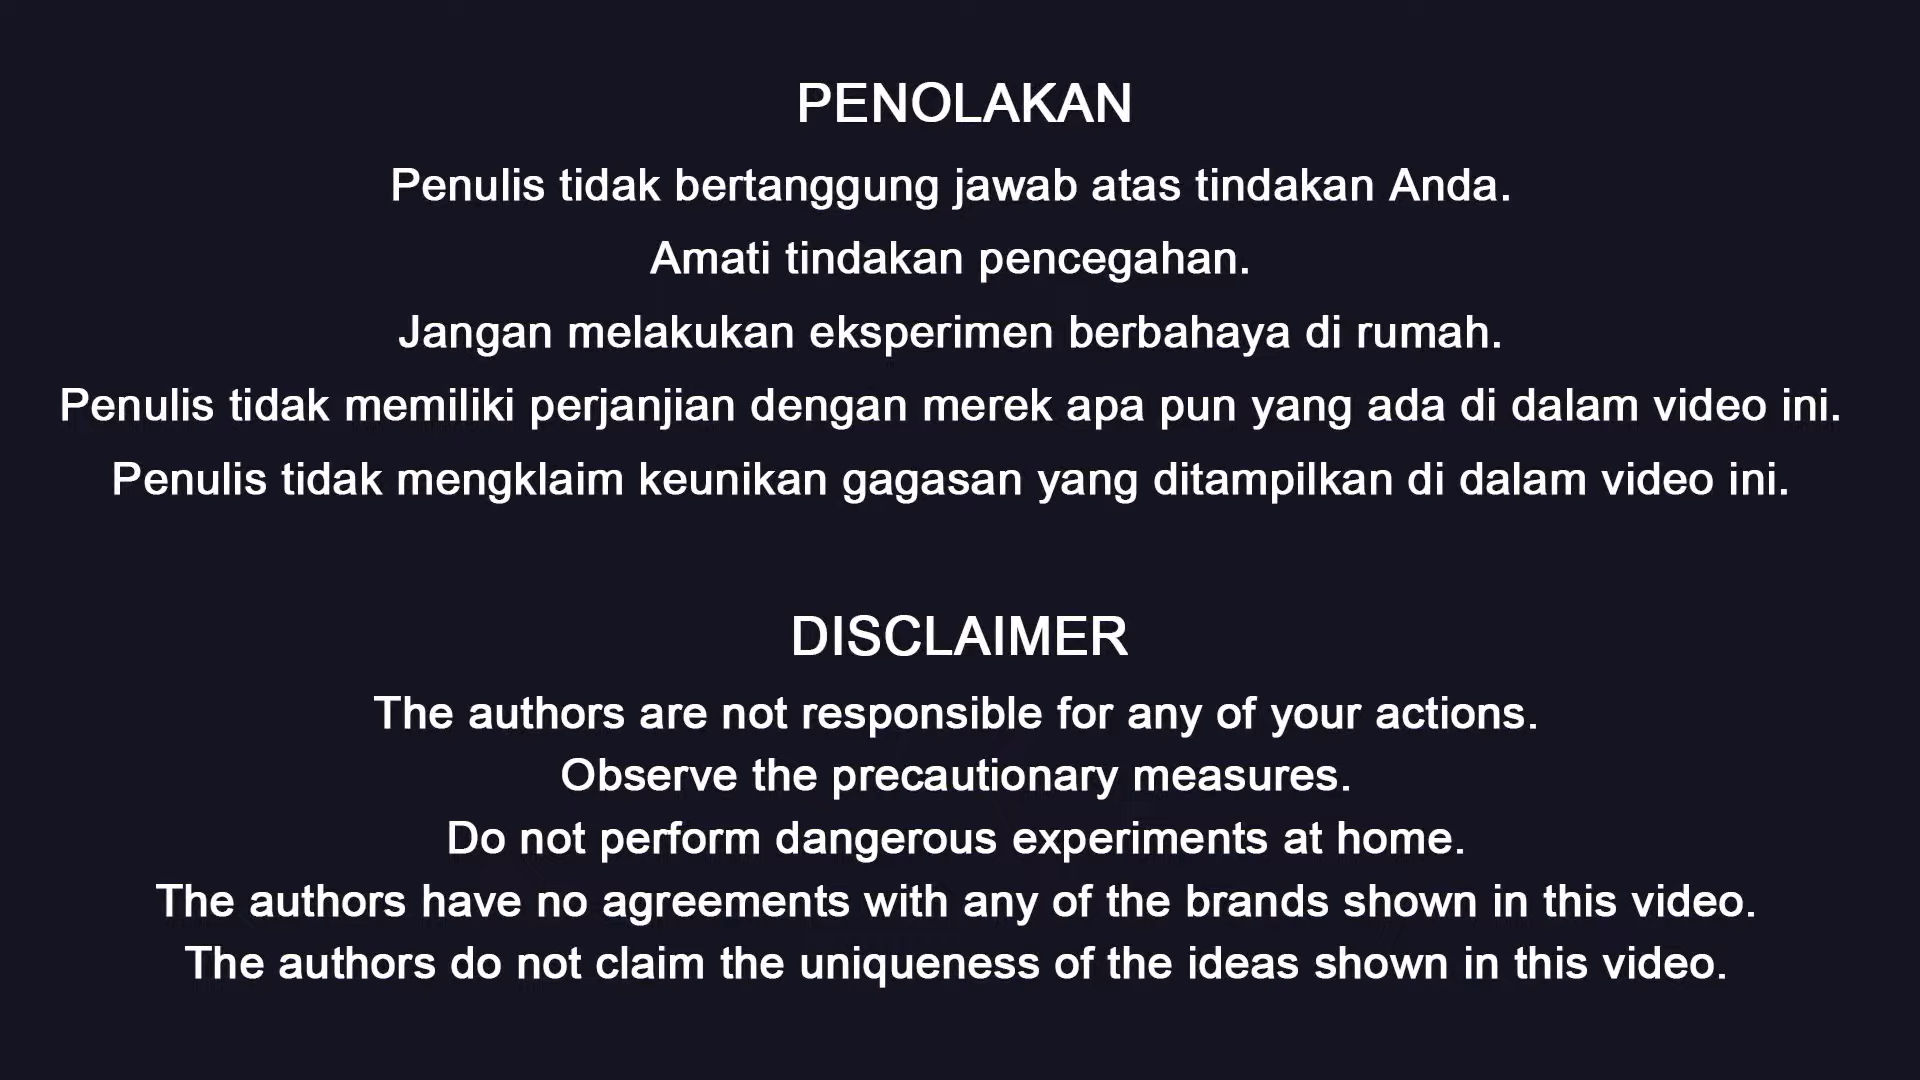 PENOLAKAN
Penulis tidak bertanggung jawab atas tindakan Anda.
Amati tindakan pencegahan.
Jangan melakukan eksperimen berbahaya di rumah.
Penulis tidak memiliki perjanjian dengan merek apa pun yang ada di dalam video ini.
Penulis tidak mengklaim keunikan gagasan yang ditampilkan di dalam video ini.
DISCLAIMER
The authors are not responsible for any of your actions.
Observe the precautionary measures.
Do not perform dangerous experiments at home.
The authors have no agreements with any of the brands shown in this video.
The authors do not claim the uniqueness of the ideas shown in this video.